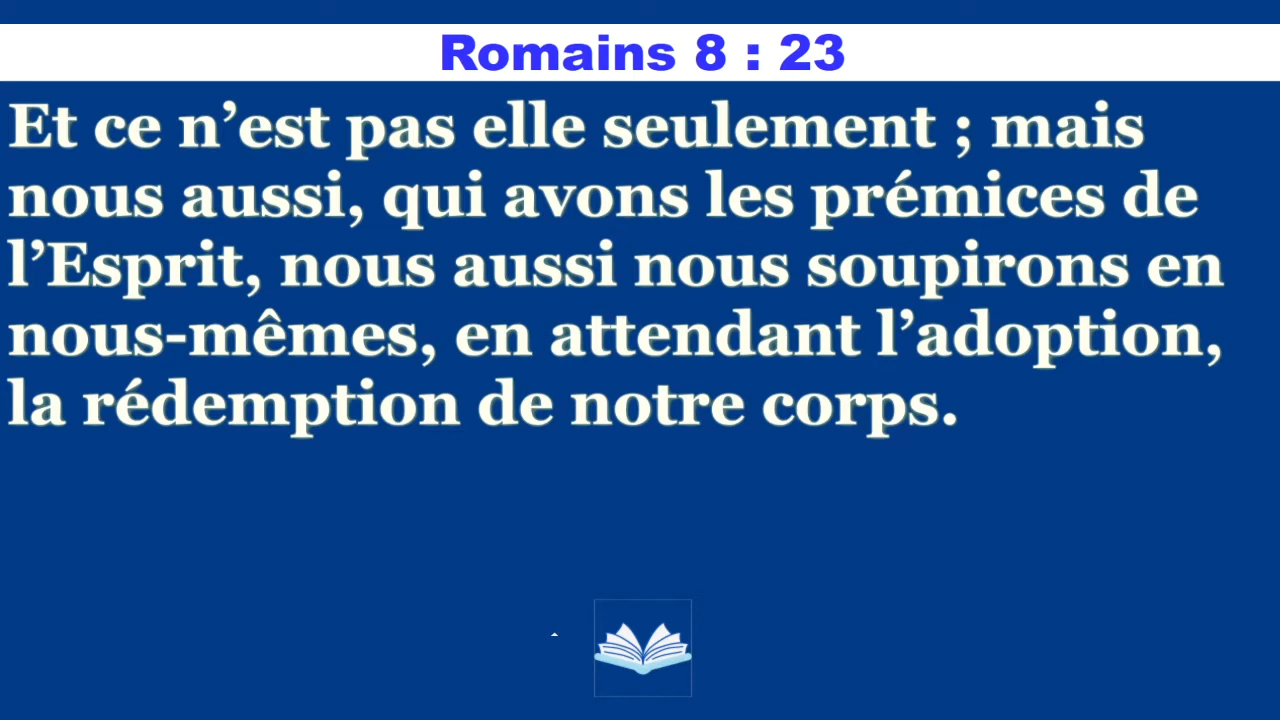 Romains 8 : 23
Et ce n’est pas elle seulement ; mais
nous aussi, qui avons les prémices de
l’Esprit, nous aussi nous soupirons en
nous-mêmes, en attendant l’adoption,
la rédemption de notre corps.